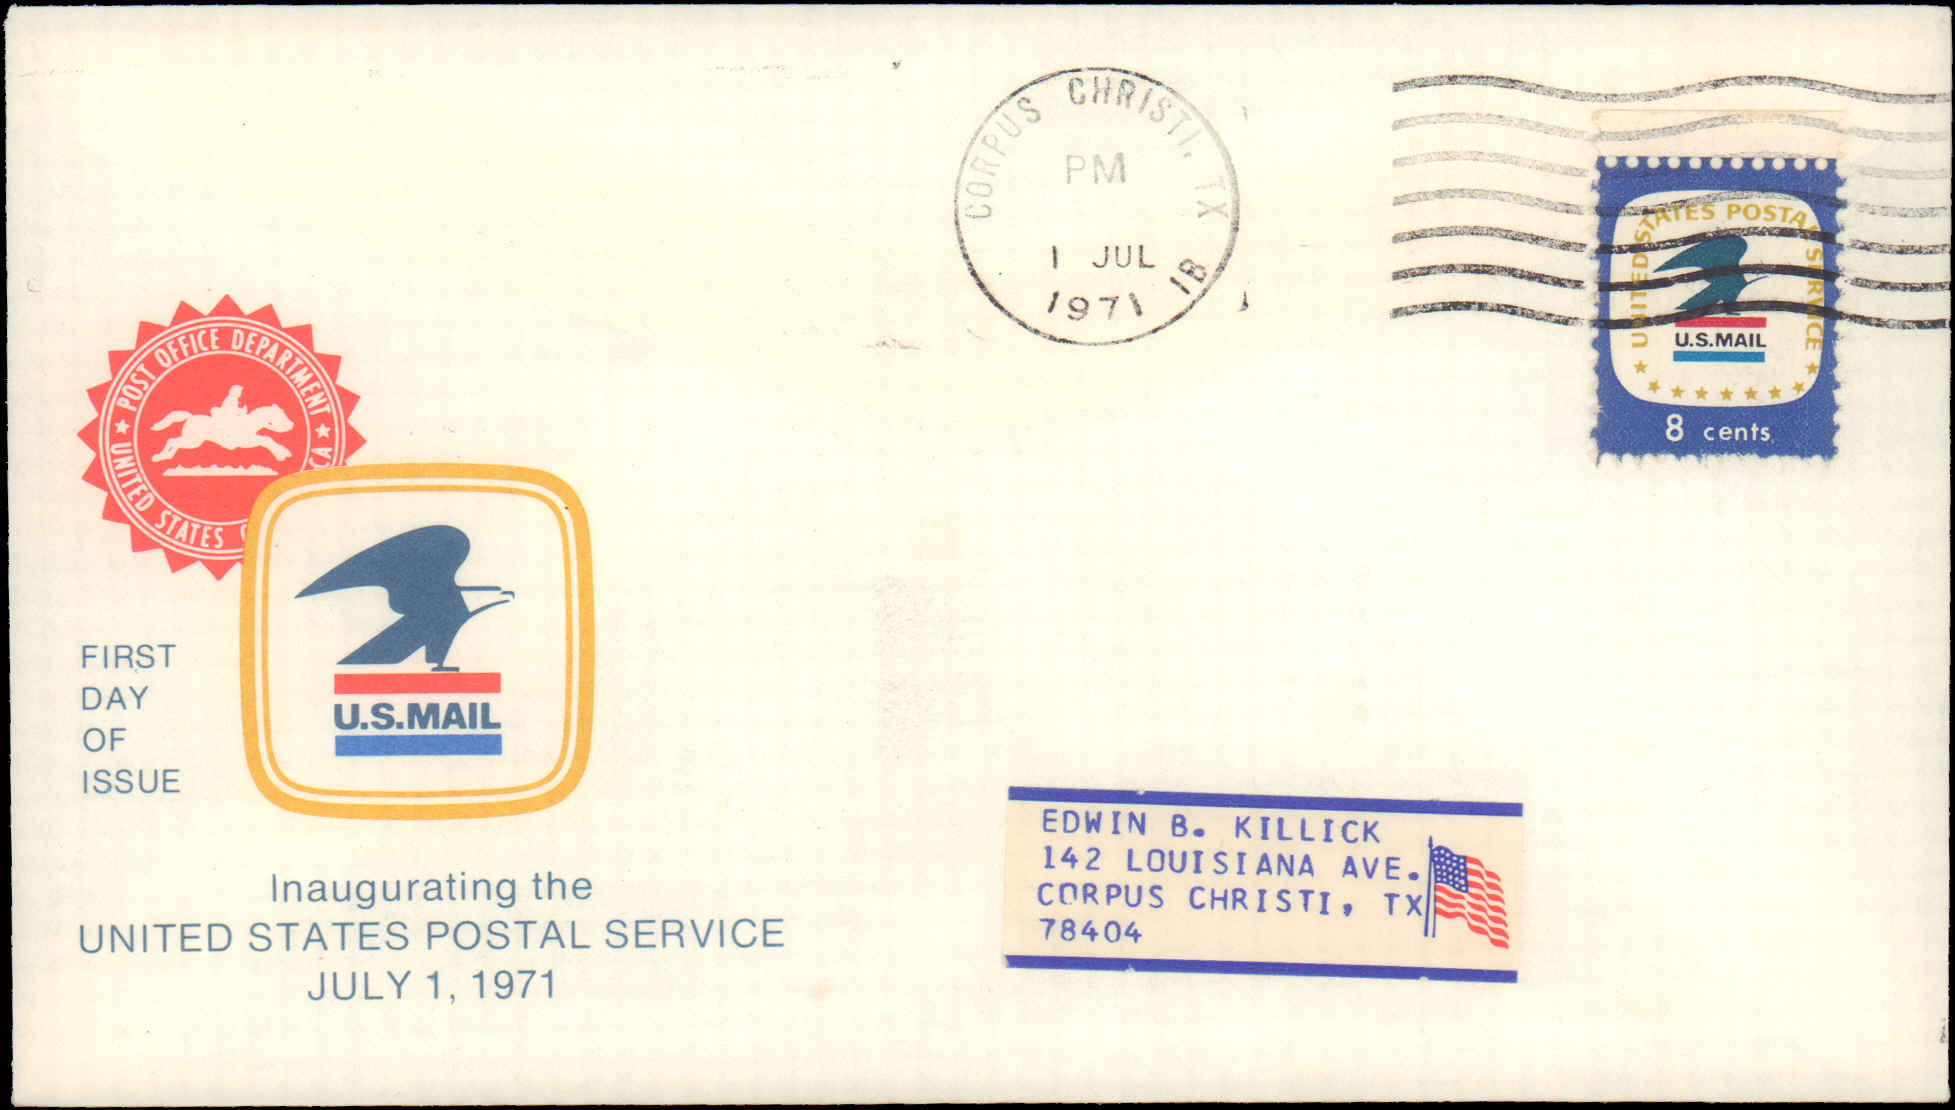 CORPUS CHRISTI, TX
PM
1 JUL
1971
1B
UNITED STATES POSTAL SERVICE
U.S.MAIL
8 cents
POST OFFICE DEPARTMENT
UNITED STATES
CA
U.S.MAIL
FIRST
DAY
OF
ISSUE
Inaugurating the
UNITED STATES POSTAL SERVICE
JULY 1, 1971
EDWIN B. KILLICK
142 LOUISIANA AVE.
CORPUS CHRISTI, TX
78404